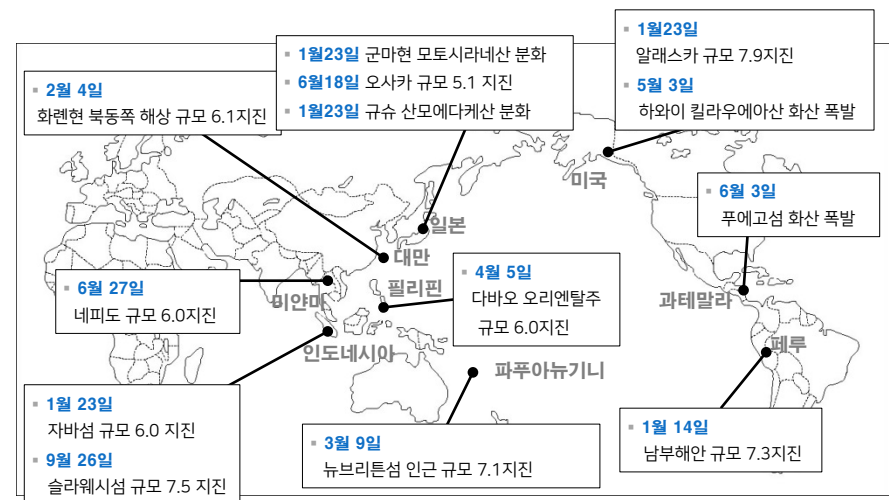 1월23일 군마현 모토시라네산 분화
6월18일 오사카 규모 5.1 지진
1월23일 규슈 산모에다케산 분화
1월23일
알래스카 규모 7.9지진
5월 3일
하와이 킬라우에아산 화산 폭발
2월 4일
화롄현 북동쪽 해상 규모 6.1지진
미국
6월 3일
푸에고섬 화산 폭발
일본
대만
4월 5일
다바오 오리엔탈주
규모 6.0지진
6월 27일
네피도 규모 6.0지진
미얀마
필리핀
과테말라
인도네시아
페루
파푸아뉴기니
1월 23일
자바섬 규모 6.0 지진
9월 26일
슬라웨시섬 규모 7.5 지진
3월 9일
뉴브리튼섬 인근 규모 7.1지진
1월 14일
남부해안 규모 7.3지진